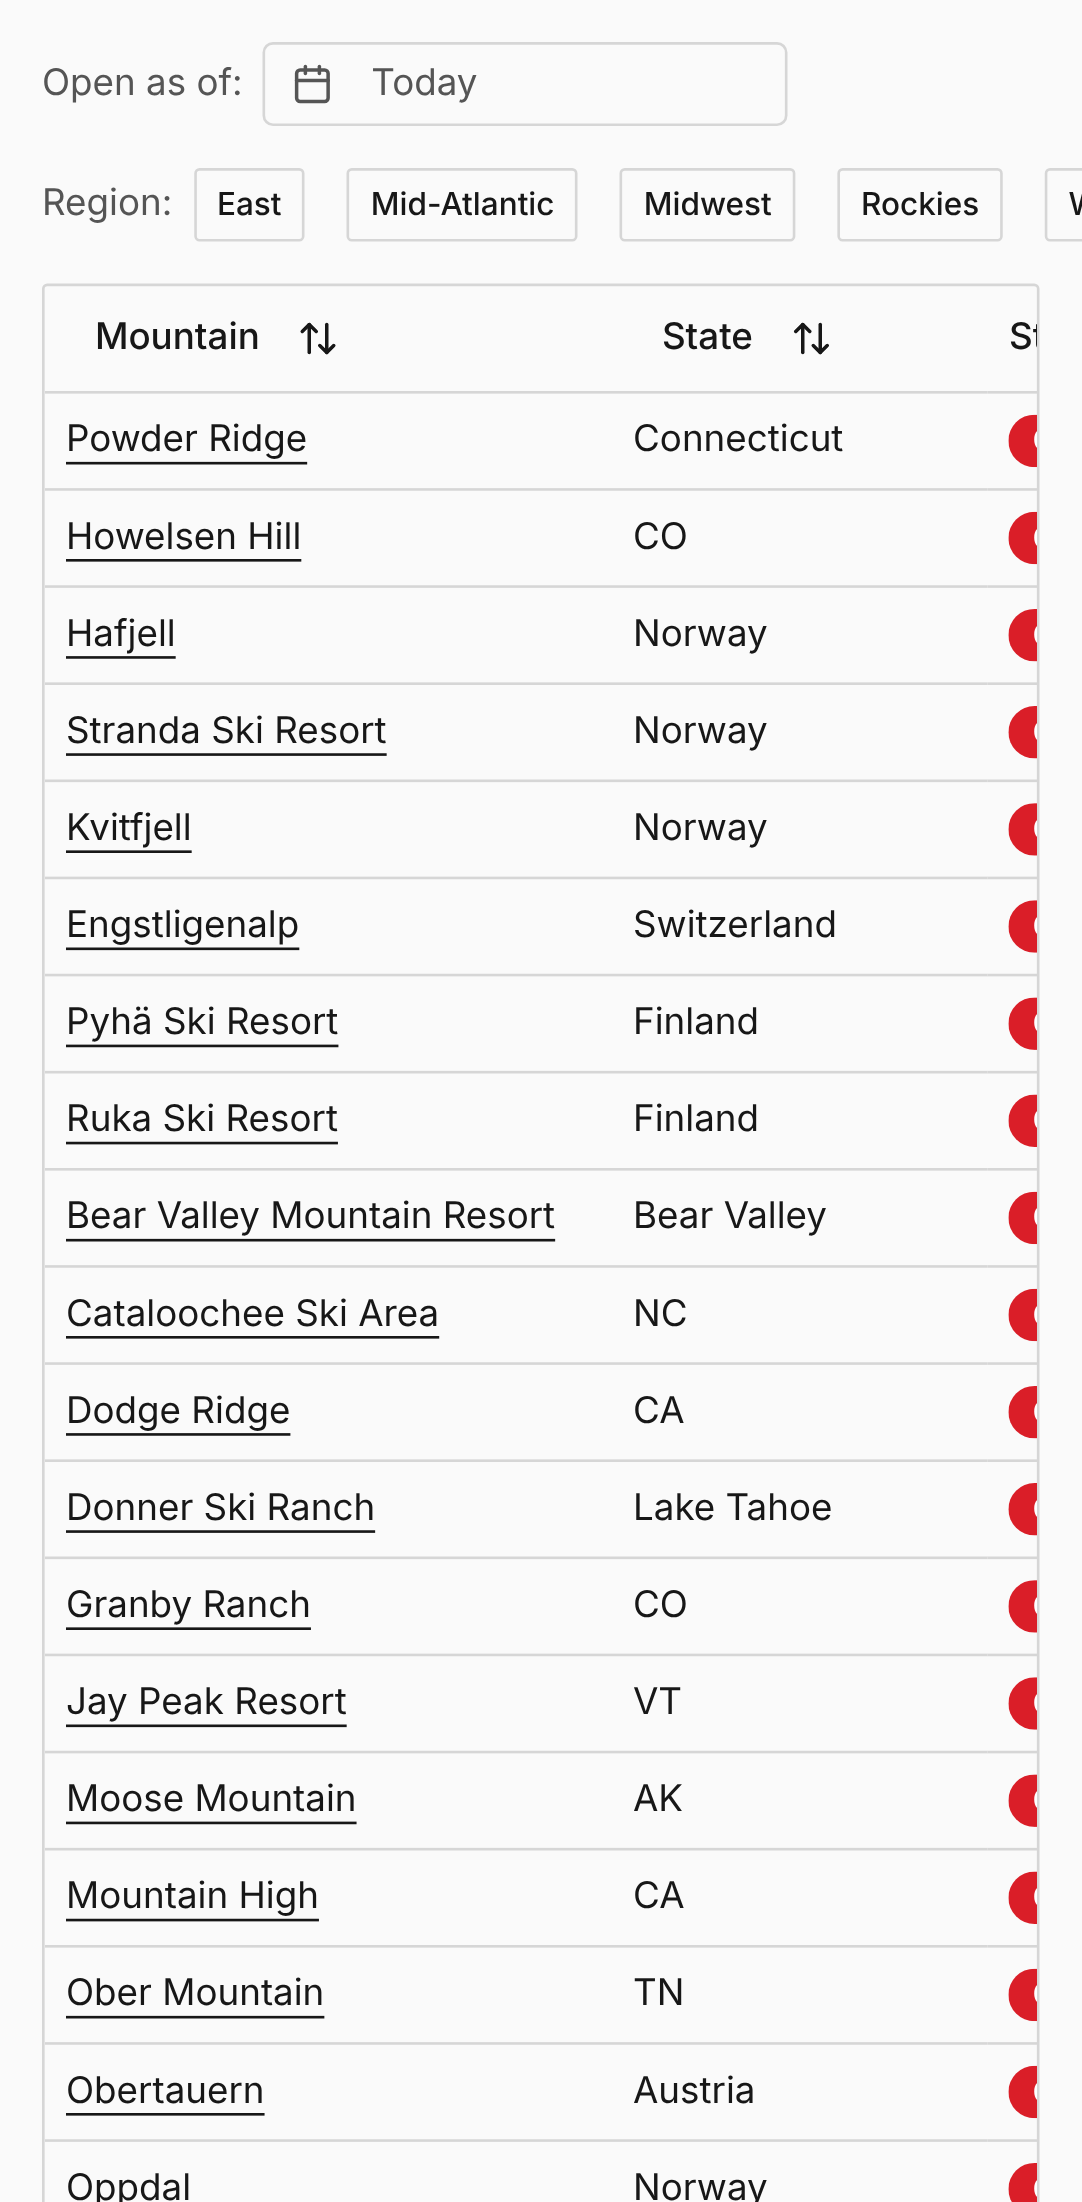 Open as of: Today
Region: East Mid-Atlantic Midwest Rockies
Mountain State
Powder Ridge Connecticut
Howelsen Hill CO
Hafjell Norway
Stranda Ski Resort Norway
Kvitfjell Norway
Engstligenalp Switzerland
Pyhä Ski Resort Finland
Ruka Ski Resort Finland
Bear Valley Mountain Resort Bear Valley
Cataloochee Ski Area NC
Dodge Ridge CA
Donner Ski Ranch Lake Tahoe
Granby Ranch CO
Jay Peak Resort VT
Moose Mountain AK
Mountain High CA
Ober Mountain TN
Obertauern Austria
Oppdal Norway